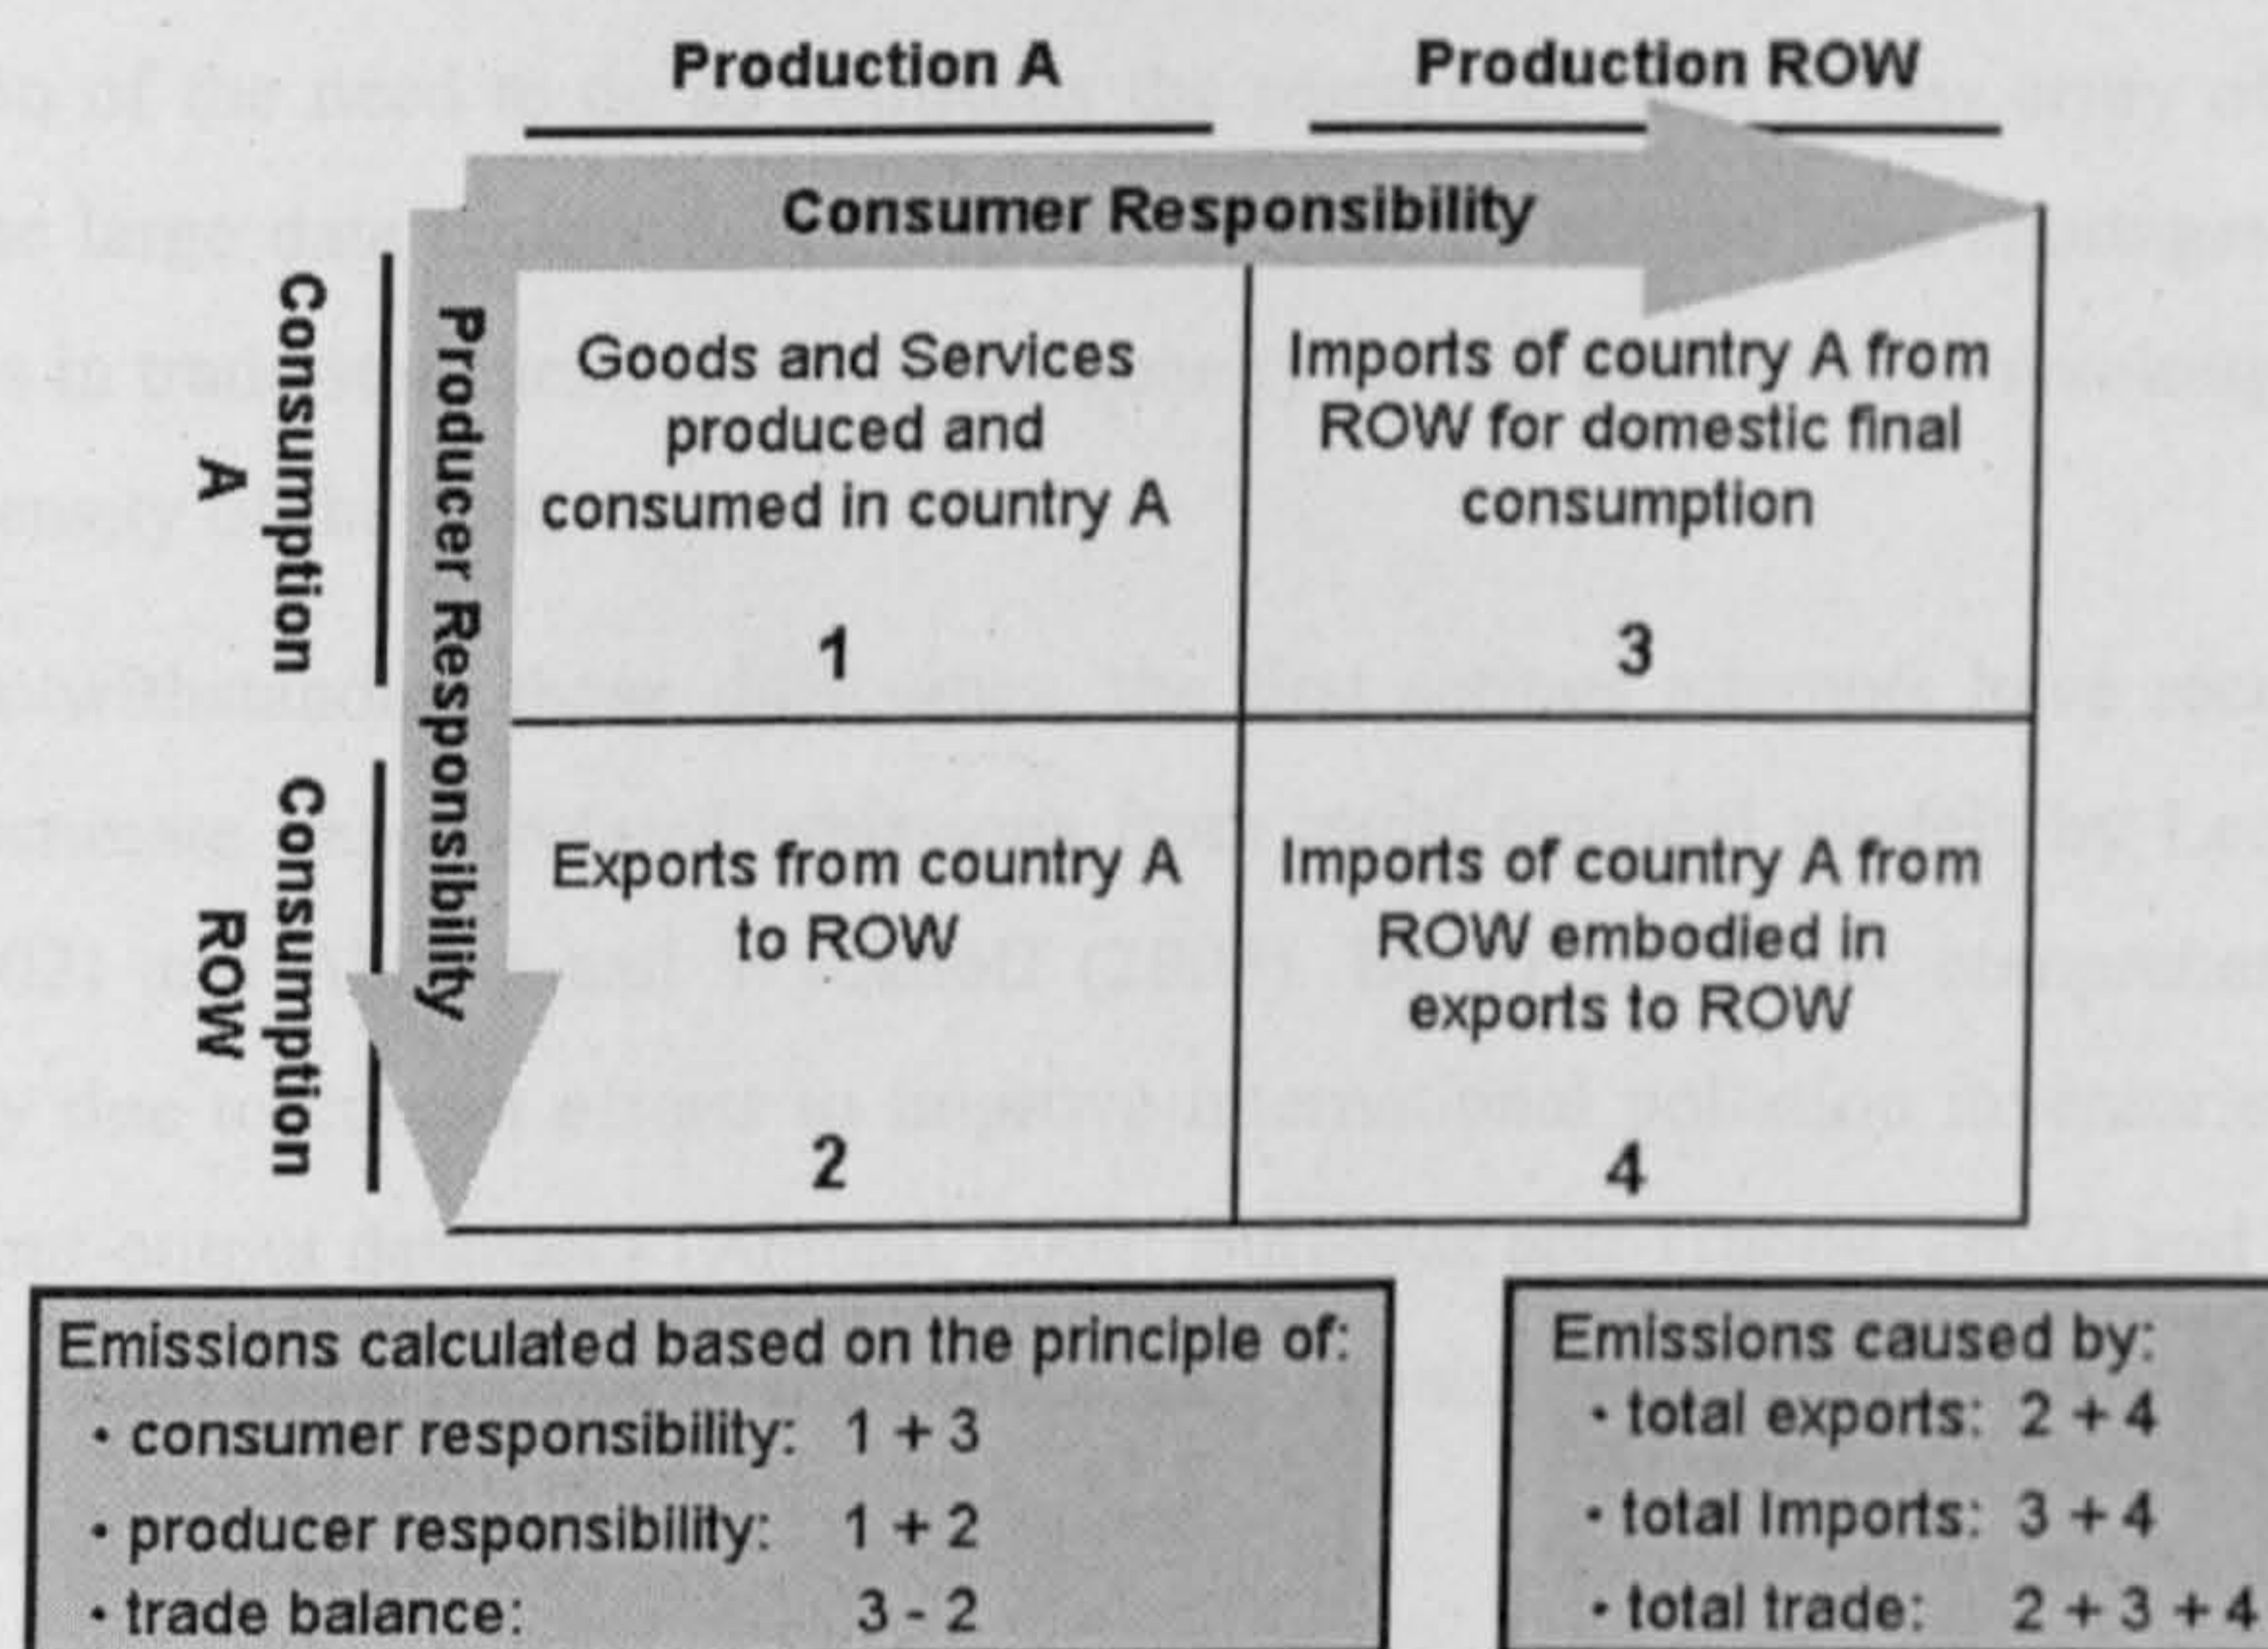 Production A
Production ROW
Consumer Responsibility
Consumption
A
Producer Responsibility
Goods and Services
produced and
consumed in country A
1
Imports of country A from
ROW for domestic final
consumption
3
Consumption
ROW
Exports from country A
to ROW
2
Imports of country A from
ROW embodied in
exports to ROW
4
Emissions calculated based on the principle of:
• consumer responsibility: 1 + 3
• producer responsibility: 1 + 2
• trade balance: 3 - 2
Emissions caused by:
• total exports: 2 + 4
• total Imports: 3 + 4
• total trade: 2 + 3 + 4